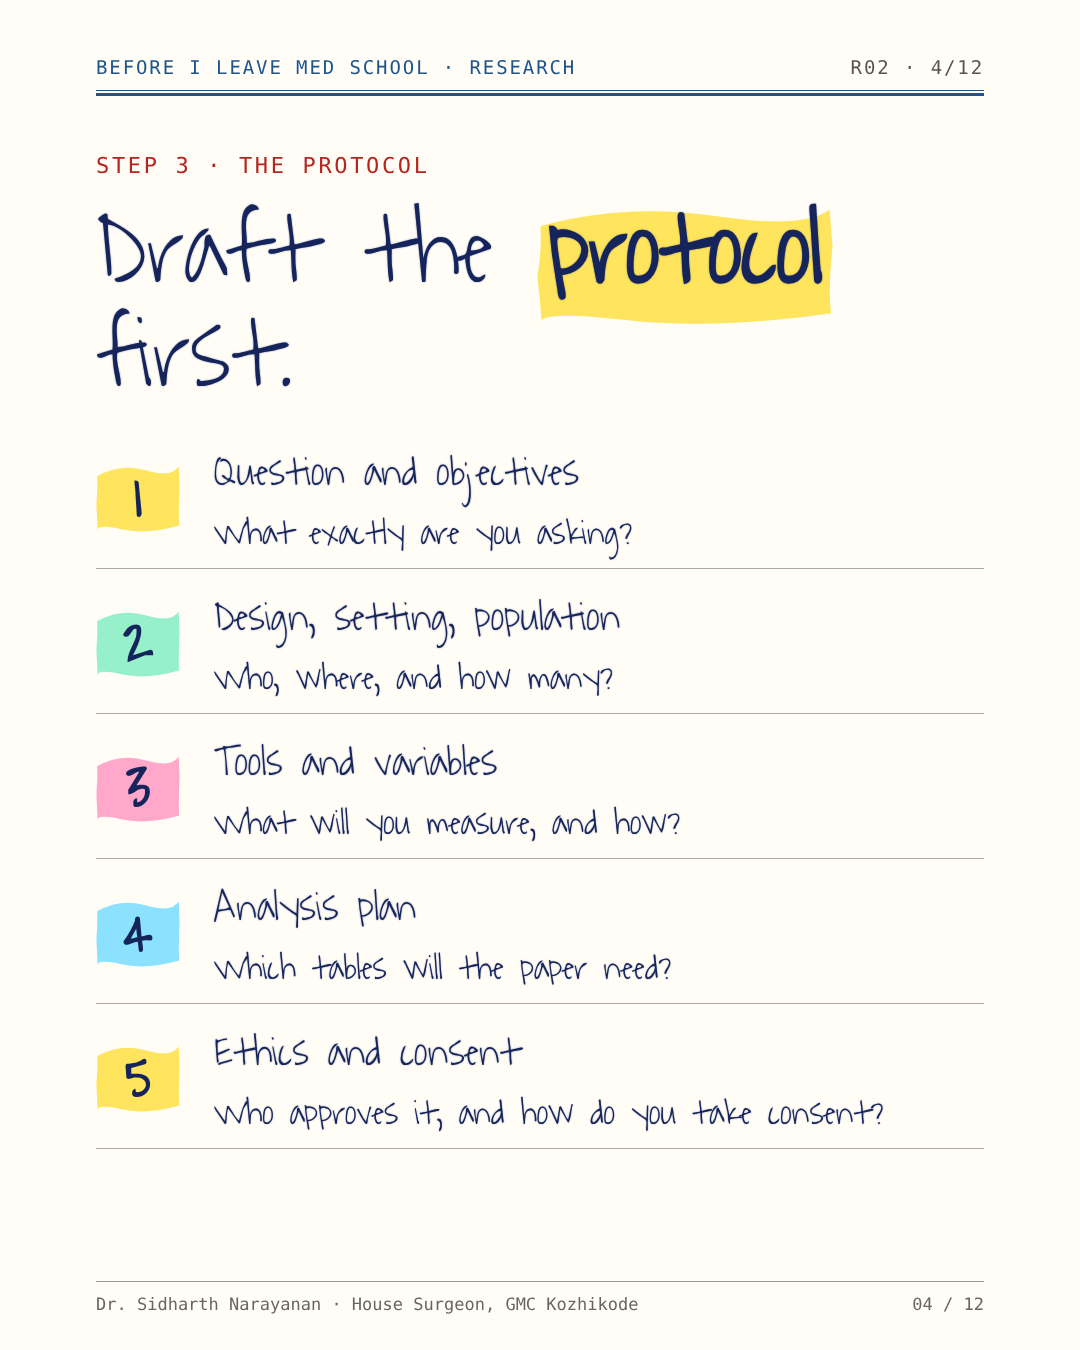 BEFORE I LEAVE MED SCHOOL · RESEARCH
R02 · 4/12
STEP 3 · THE PROTOCOL
Draft the protocol
first.
1
Question and objectives
What exactly are you asking?
2
Design, setting, population
Who, where, and how many?
3
Tools and variables
What will you measure, and how?
4
Analysis plan
Which tables will the paper need?
5
Ethics and consent
Who approves it, and how do you take consent?
Dr. Sidharth Narayanan · House Surgeon, GMC Kozhikode
04 / 12